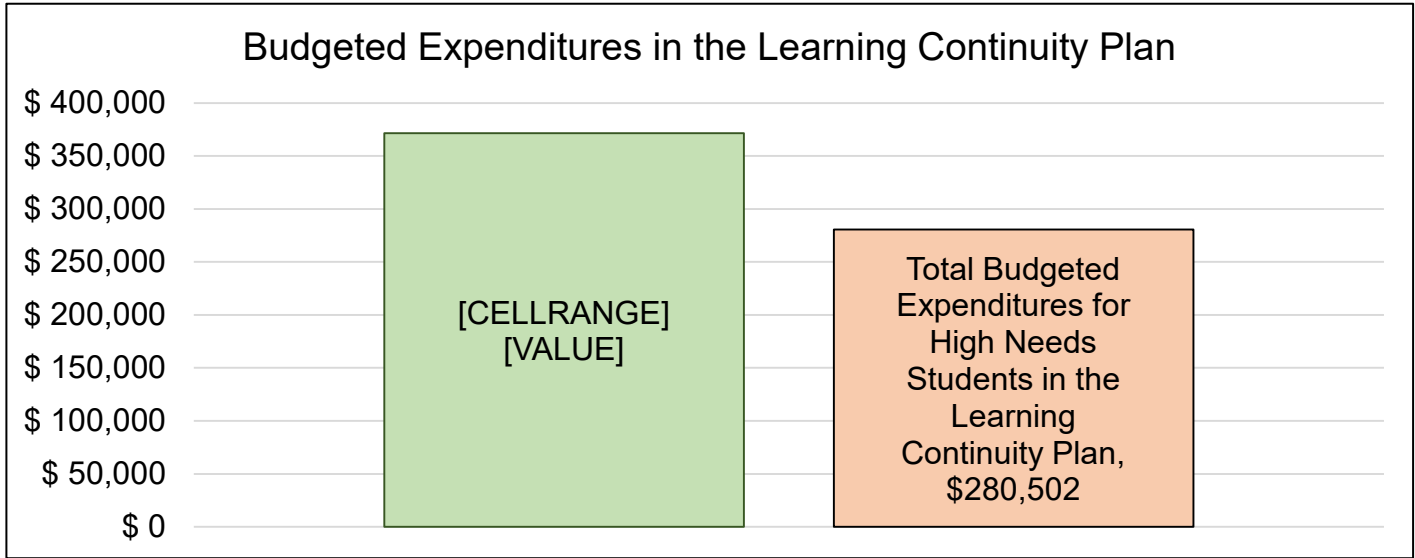 Budgeted Expenditures in the Learning Continuity Plan
$ 400,000
$ 350,000
$ 300,000
$ 250,000
$ 200,000
$ 150,000
$ 100,000
$ 50,000
$ 0
[CELLRANGE]
[VALUE]
Total Budgeted
Expenditures for
High Needs
Students in the
Learning
Continuity Plan,
$280,502